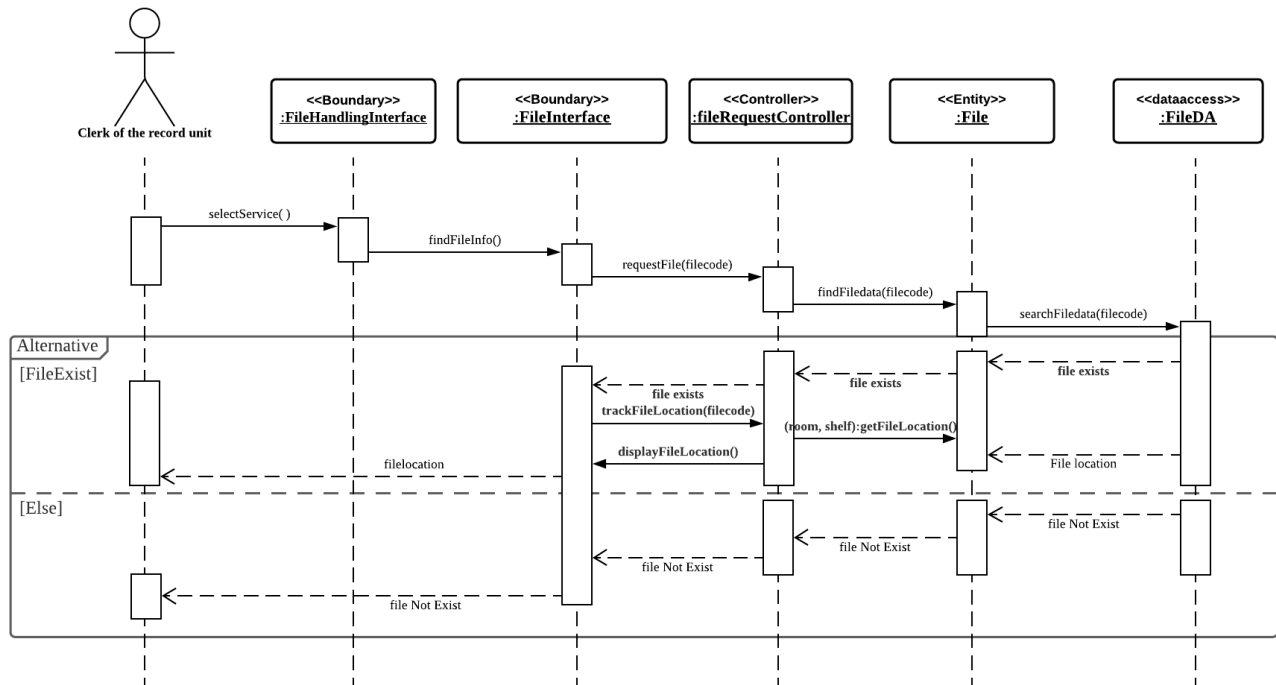 Clerk of the record unit
<<Boundary>>
:FileHandlingInterface
<<Boundary>>
:FileInterface
<<Controller>>
:fileRequestController
<<Entity>>
:File
<<dataaccess>>
:FileDA
selectService( )
findFileInfo()
requestFile(filecode)
findFiledata(filecode)
searchFiledata(filecode)
Alternative
[FileExist]
file exists
file exists
file exists
trackFileLocation(filecode)
(room, shelf):getFileLocation()
displayFileLocation()
File location
filelocation
[Else]
file Not Exist
file Not Exist
file Not Exist
file Not Exist